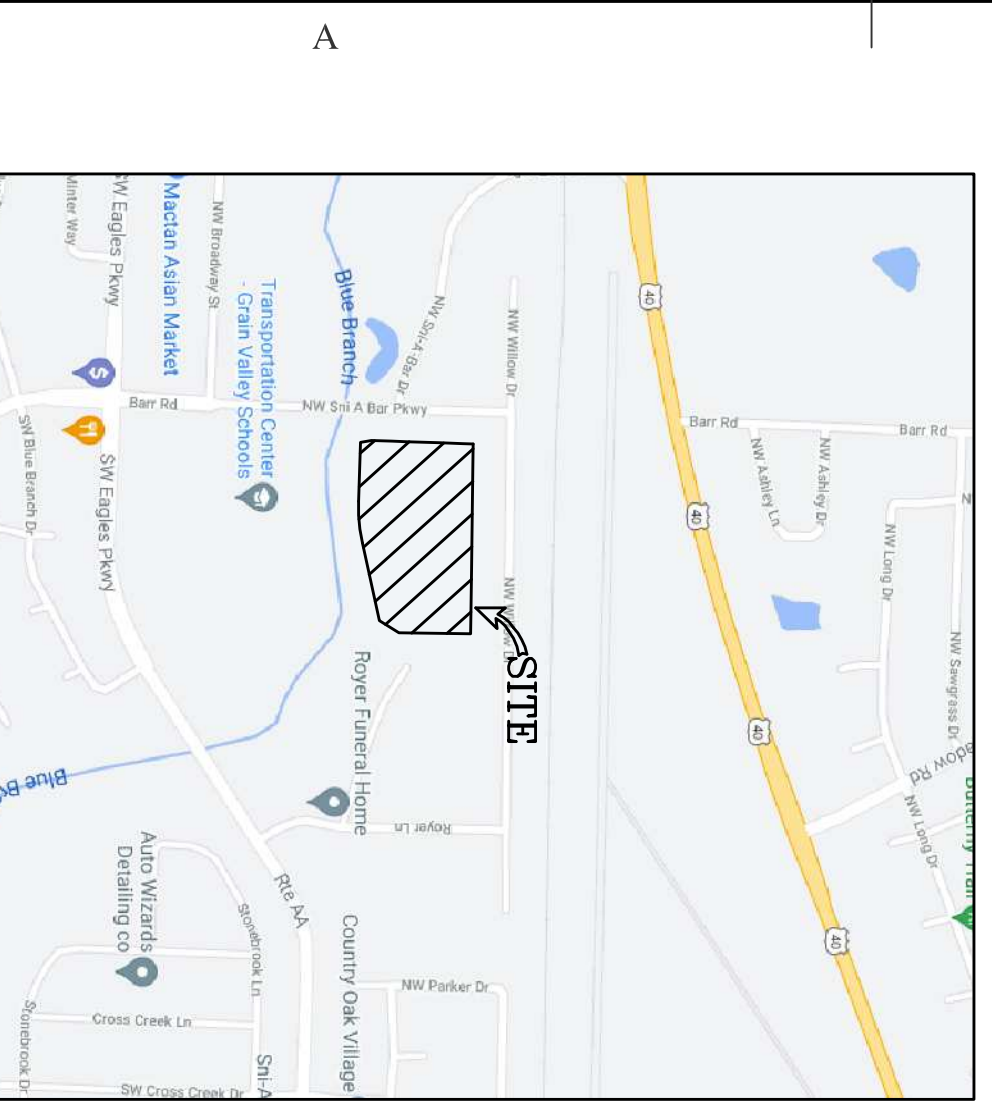 A
Minter Way
SW Eagles Pkwy
Mactan Asian Market
NW Broadway St
Transportation Center
- Grain Valley Schools
Blue Branch
NW Sni-A-Bar Dr
NW Willow Dr
40
Barr Rd
NW Sni A Bar Pkwy
Barr Rd
Barr Rd
NW Ashley Ln
NW Ashley Dr
SW Blue Branch Dr
SW Eagles Pkwy
40
NW Long Dr
N
NW Sawgrass Dr
SITE
Royer Funeral Home
40
Blue B
adow Rd
Royer Ln
NW Long Dr
Auto Wizards
Detailing co
Rte AA
Stonebrook Ln
Country Oak Village
40
NW Parker Dr
Stonebrook Dr
Cross Creek Ln
Sni-A
SW Cross Creek Dr